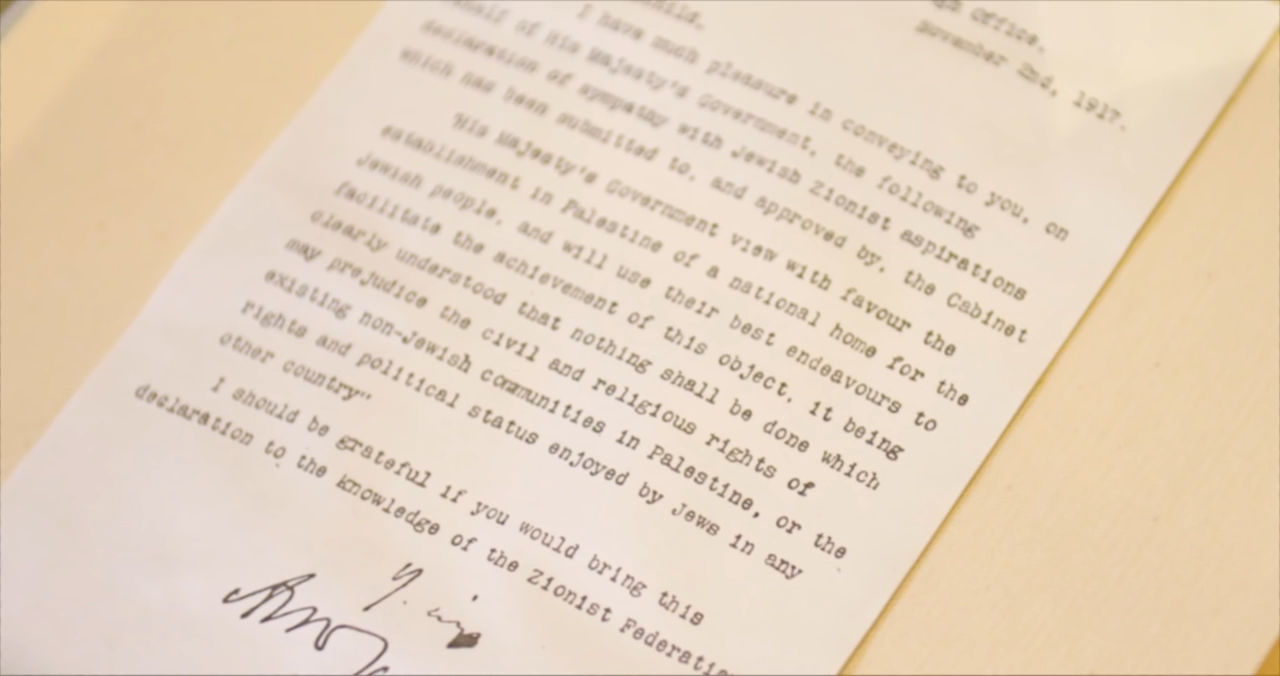 office,
November 2nd, 1917.
I have much pleasure in conveying to you, on
behalf of His Majesty's Government, the following
declaration of sympathy with Jewish Zionist aspirations
which has been submitted to, and approved by, the Cabinet
"His Majesty's Government view with favour the
establishment in Palestine of a national home for the
Jewish people, and will use their best endeavours to
facilitate the achievement of this object, it being
clearly understood that nothing shall be done which
may prejudice the civil and religious rights of
existing non-Jewish communities in Palestine, or the
rights and political status enjoyed by Jews in any
other country"
I should be grateful if you would bring this
declaration to the knowledge of the Zionist Federatio